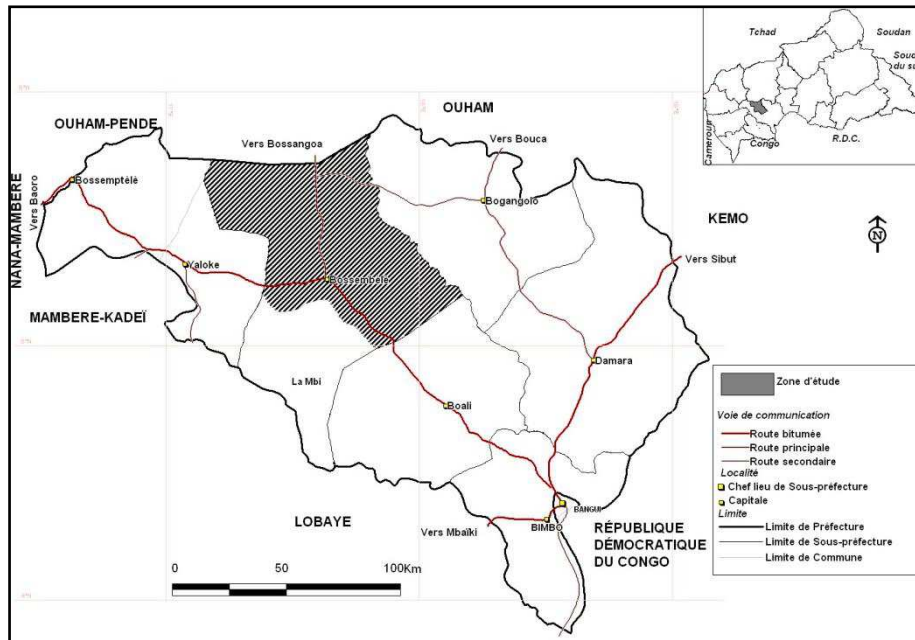 Tchad
Soudan
Soud
du su
Cameroun
Congo
R.D.C.
OUHAM
OUHAM-PENDE
Vers Bossangoa
Vers Bouca
Bossemptélé
Bogangolo
NANA-MAMBERE
Vers Baoro
KEMO
Yaloke
Vers Sibut
Bossembele
MAMBERE-KADEÏ
Damara
La Mbi
Boali
LOBAYE
Vers Mbaïki
BIMBO
BANGUI
RÉPUBLIQUE
DÉMOCRATIQUE
DU CONGO
N
0 50 100Km
Zone d'étude
Voie de communication
Route bitumée
Route principale
Route secondaire
Localité
Chef lieu de Sous-préfecture
Capitale
Limite
Limite de Préfecture
Limite de Sous-préfecture
Limite de Commune